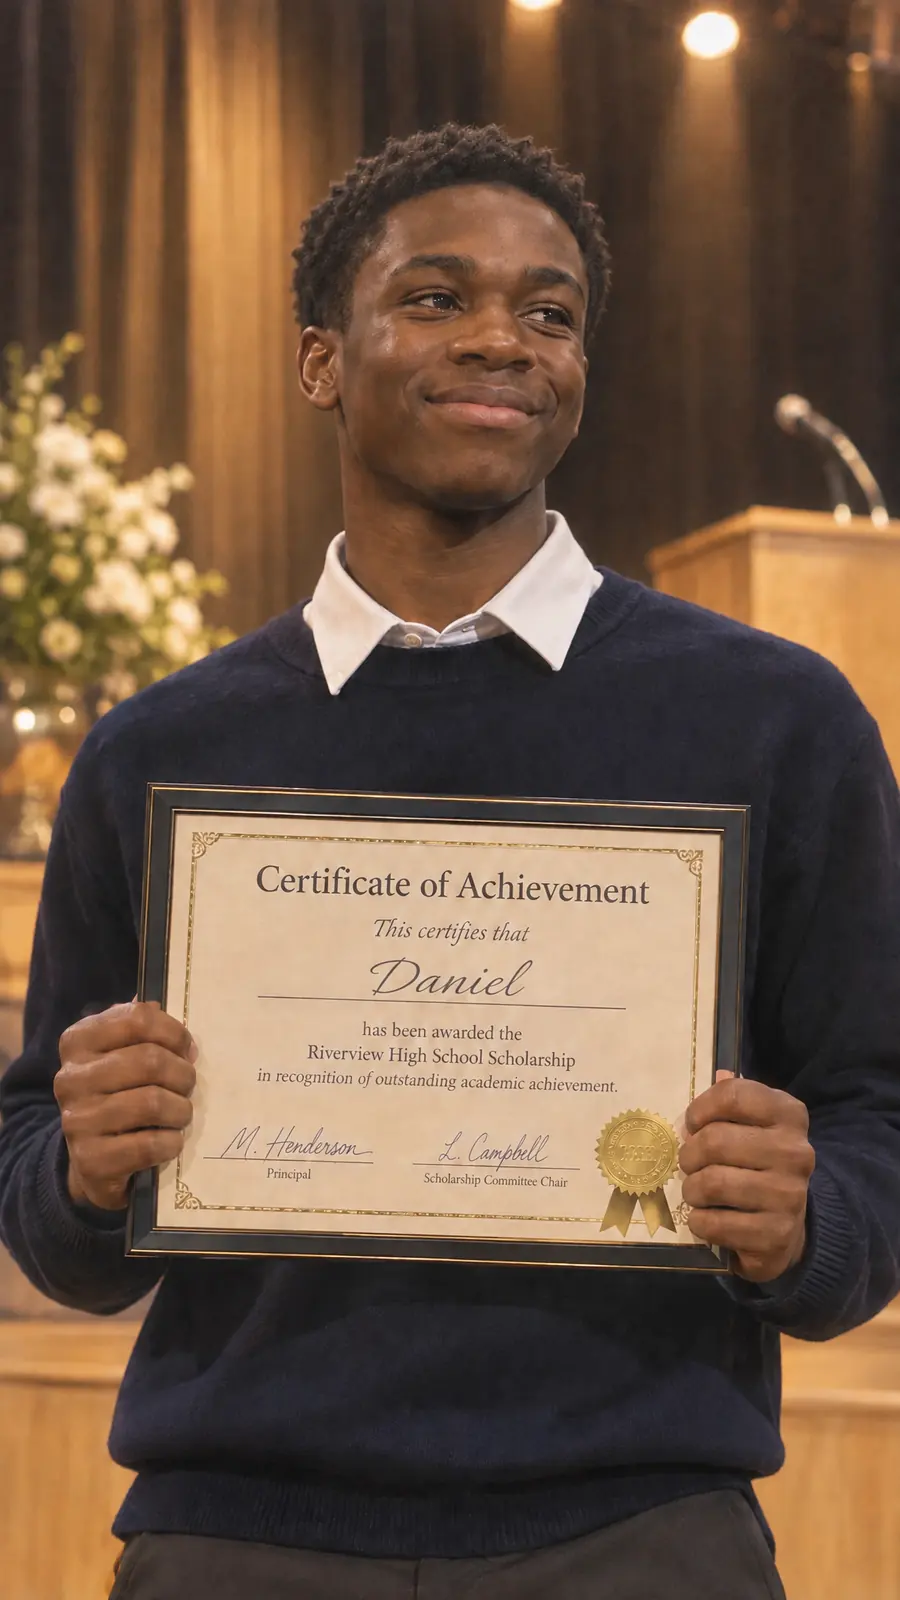 Certificate of Achievement
This certifies that
Daniel
has been awarded the
Riverview High School Scholarship
in recognition of outstanding academic achievement.
M. Henderson
L. Campbell
Principal
Scholarship Committee Chair